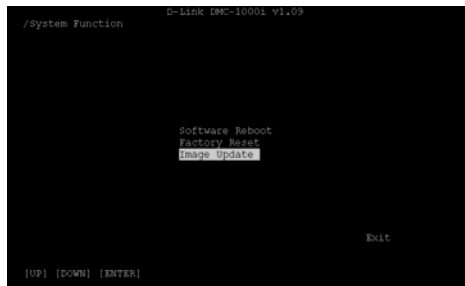 D-Link DMC-1000i v1.09
/System Function
Software Reboot
Factory Reset
Image Update
Exit
[UP] [DOWN] [ENTER]